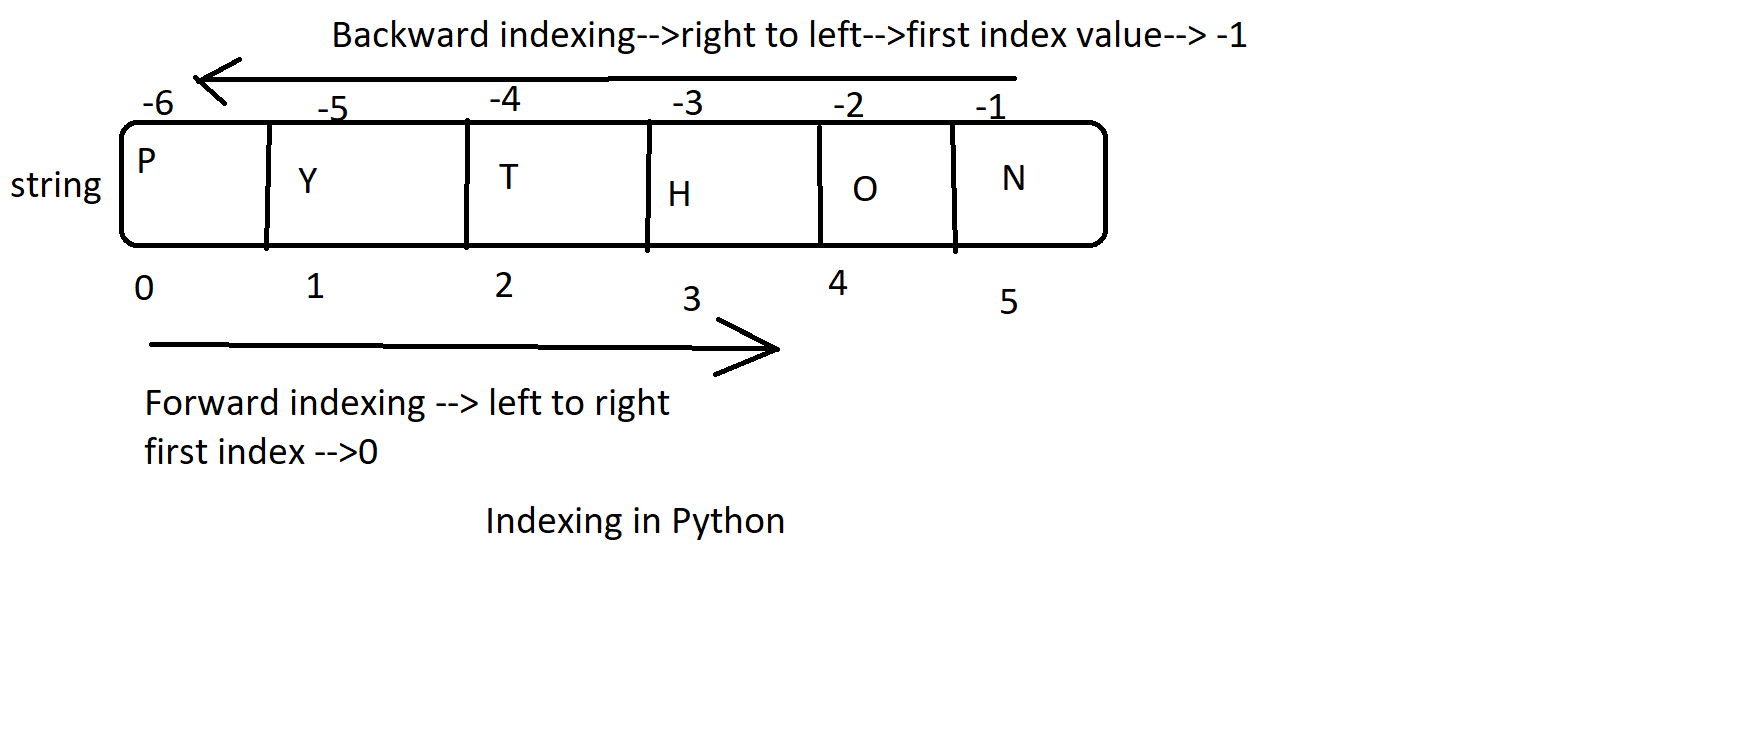 Backward indexing-->right to left-->first index value--> -1
-6 -5 -4 -3 -2 -1
string P Y T H O N
0 1 2 3 4 5
Forward indexing --> left to right
first index -->0
Indexing in Python